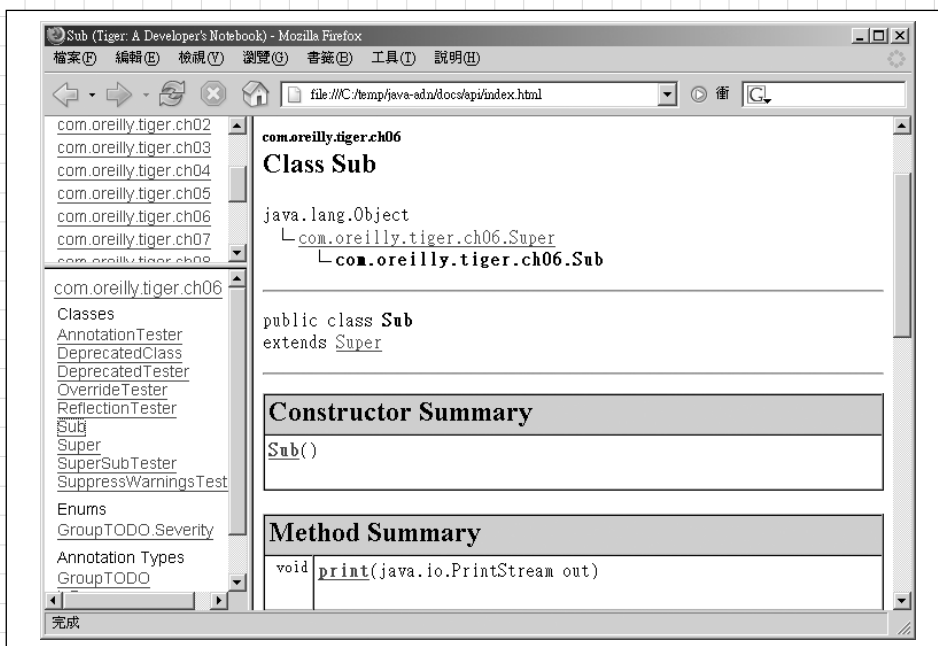 Sub (Tiger: A Developer's Notebook) - Mozilla Firefox
檔案(F) 編輯(E) 檢視(V) 瀏覽(G) 書籤(B) 工具(T) 說明(H)
file:///C:/temp/java-adn/docs/api/index.html
衝
G
com.oreilly.tiger.ch02
com.oreilly.tiger.ch03
com.oreilly.tiger.ch04
com.oreilly.tiger.ch05
com.oreilly.tiger.ch06
com.oreilly.tiger.ch07
com.oreilly.tiger.ch06
Classes
AnnotationTester
DeprecatedClass
DeprecatedTester
OverrideTester
ReflectionTester
Sub
Super
SuperSubTester
SuppressWarningsTest
Enums
GroupTODO.Severity
Annotation Types
GroupTODO
com.oreilly.tiger.ch06
Class Sub
java.lang.Object
com.oreilly.tiger.ch06.Super
com.oreilly.tiger.ch06.Sub
public class Sub
extends Super
Constructor Summary
Sub()
Method Summary
void print(java.io.PrintStream out)
完成